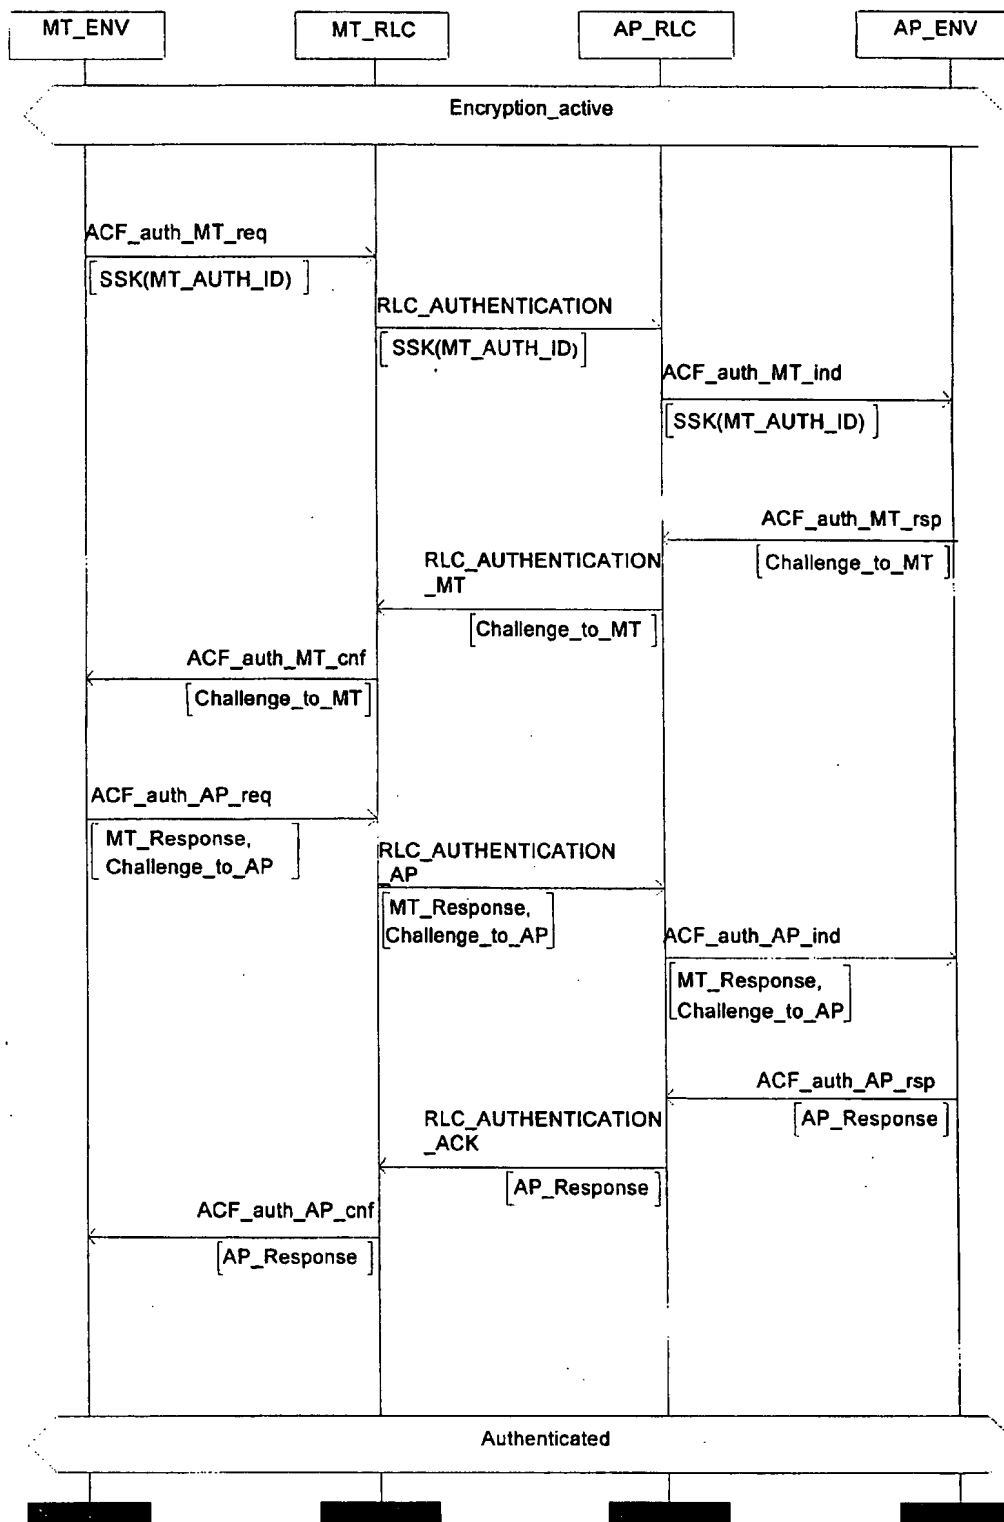 MT_ENV
MT_RLC
AP_RLC
AP_ENV
Encryption_active
ACF_auth_MT_req
SSK(MT_AUTH_ID)
RLC_AUTHENTICATION
SSK(MT_AUTH_ID)
ACF_auth_MT_ind
SSK(MT_AUTH_ID)
ACF_auth_MT_rsp
Challenge_to_MT
RLC_AUTHENTICATION
_MT
Challenge_to_MT
ACF_auth_MT_cnf
Challenge_to_MT
ACF_auth_AP_req
MT_Response,
Challenge_to_AP
RLC_AUTHENTICATION
_AP
MT_Response,
Challenge_to_AP
ACF_auth_AP_ind
MT_Response,
Challenge_to_AP
ACF_auth_AP_rsp
AP_Response
RLC_AUTHENTICATION
_ACK
AP_Response
ACF_auth_AP_cnf
AP_Response
Authenticated